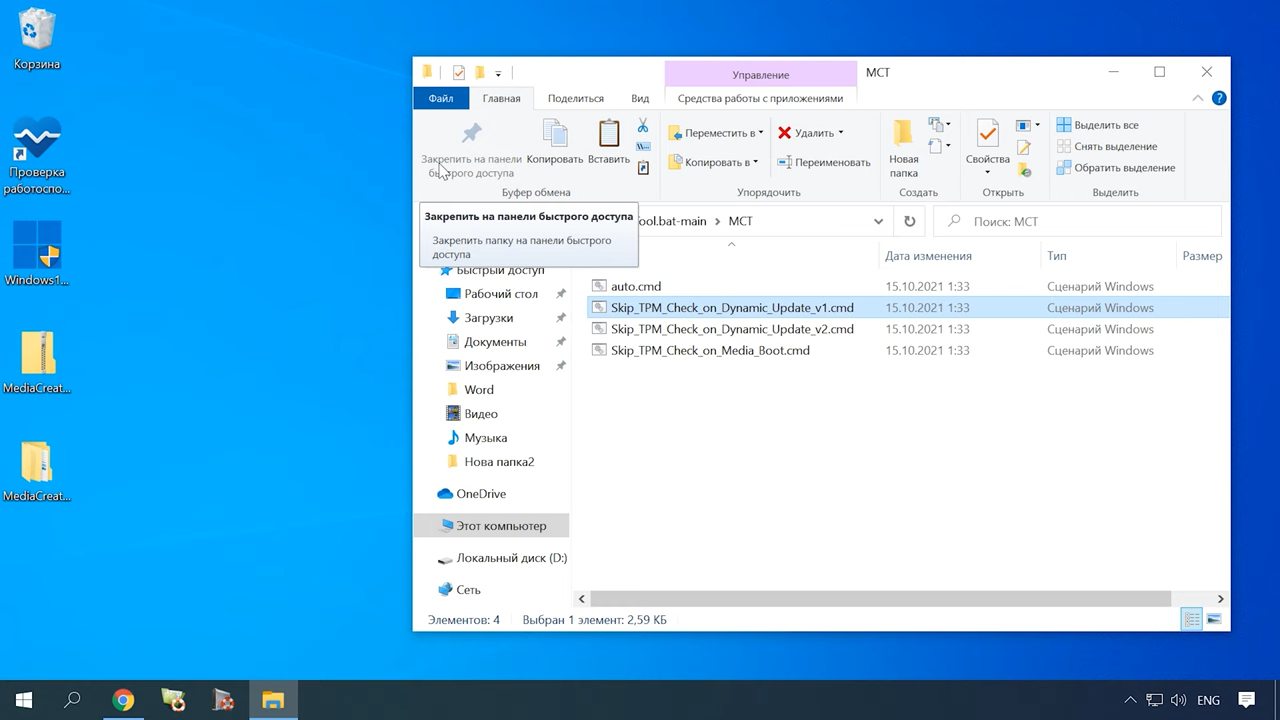 Корзина
Проверка
работоспо...
Windows1...
MediaCreat...
MediaCreat...
Управление
MCT
Файл
Главная
Поделиться
Вид
Средства работы с приложениями
Закрепить на панели
быстрого доступа
Копировать
Вставить
Буфер обмена
Переместить в
Копировать в
Удалить
Переименовать
Упорядочить
Новая
папка
Создать
Свойства
Открыть
Выделить все
Снять выделение
Обратить выделение
Выделить
Закрепить на панели быстрого доступа
Закрепить папку на панели быстрого
доступа
ool.bat-main > MCT
Поиск: MCT
Дата изменения
Тип
Размер
auto.cmd 15.10.2021 1:33 Сценарий Windows
Skip_TPM_Check_on_Dynamic_Update_v1.cmd 15.10.2021 1:33 Сценарий Windows
Skip_TPM_Check_on_Dynamic_Update_v2.cmd 15.10.2021 1:33 Сценарий Windows
Skip_TPM_Check_on_Media_Boot.cmd 15.10.2021 1:33 Сценарий Windows
Быстрый доступ
Рабочий стол
Загрузки
Документы
Изображения
Word
Видео
Музыка
Нова папка2
OneDrive
Этот компьютер
Локальный диск (D:)
Сеть
Элементов: 4
Выбран 1 элемент: 2,59 КБ
ENG